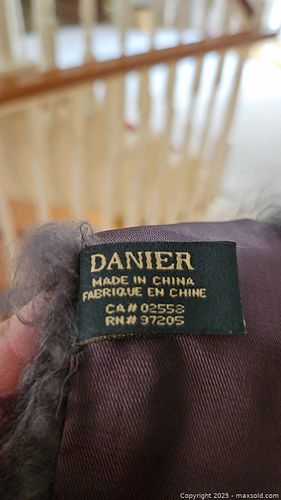 DANIER
MADE IN CHINA
FABRIQUE EN CHINE
CA# 02558
RN# 97205
Copyright © 2025 - maxsold.com